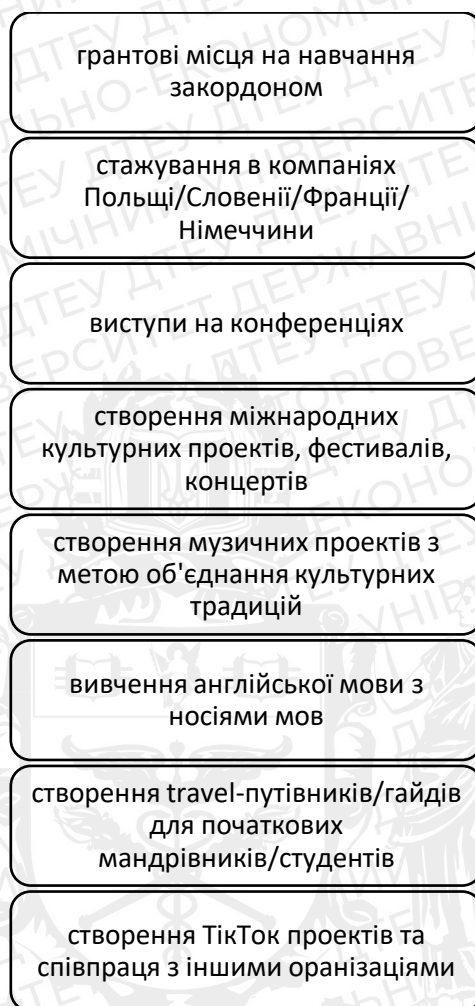 грантові місця на навчання
закордоном
стажування в компаніях
Польщі/Словенії/Франції/
Німеччини
виступи на конференціях
створення міжнародних
культурних проектів, фестивалів,
концертів
створення музичних проектів з
метою об'єднання культурних
традицій
вивчення англійської мови з
носіями мов
створення travel-путівників/гайдів
для початкових
мандрівників/студентів
створення ТікТок проектів та
співпраця з іншими оранізаціями